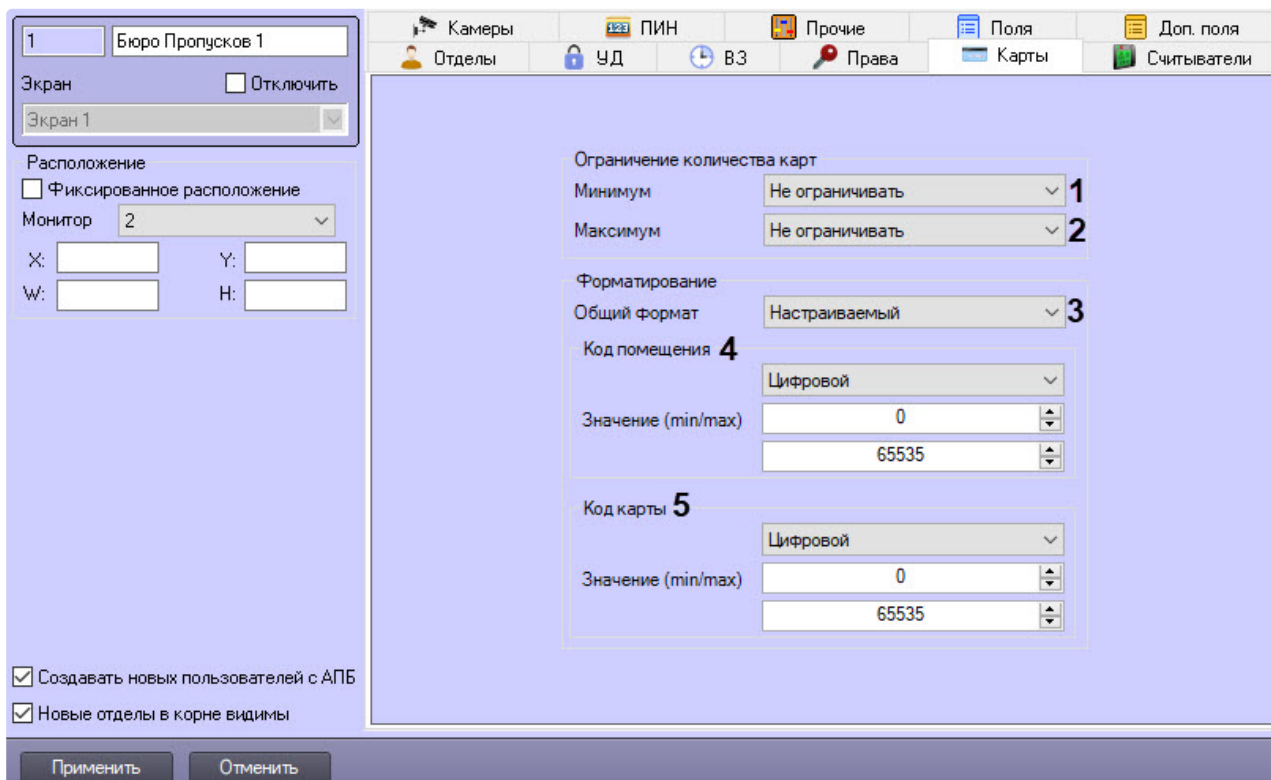 1 Бюро Пропусков 1
Экран Отключить
Экран 1
Расположение
Фиксированное расположение
Монитор 2
X: Y:
W: H:
Создавать новых пользователей с АПБ
Новые отделы в корне видимы
Применить Отменить
Камеры ПИН Прочие Поля Доп. поля
Отделы УД ВЗ Права Карты Считыватели
Ограничение количества карт
Минимум Не ограничивать 1
Максимум Не ограничивать 2
Форматирование
Общий формат Настраиваемый 3
Код помещения 4
Цифровой
Значение (min/max) 0
65535
Код карты 5
Цифровой
Значение (min/max) 0
65535